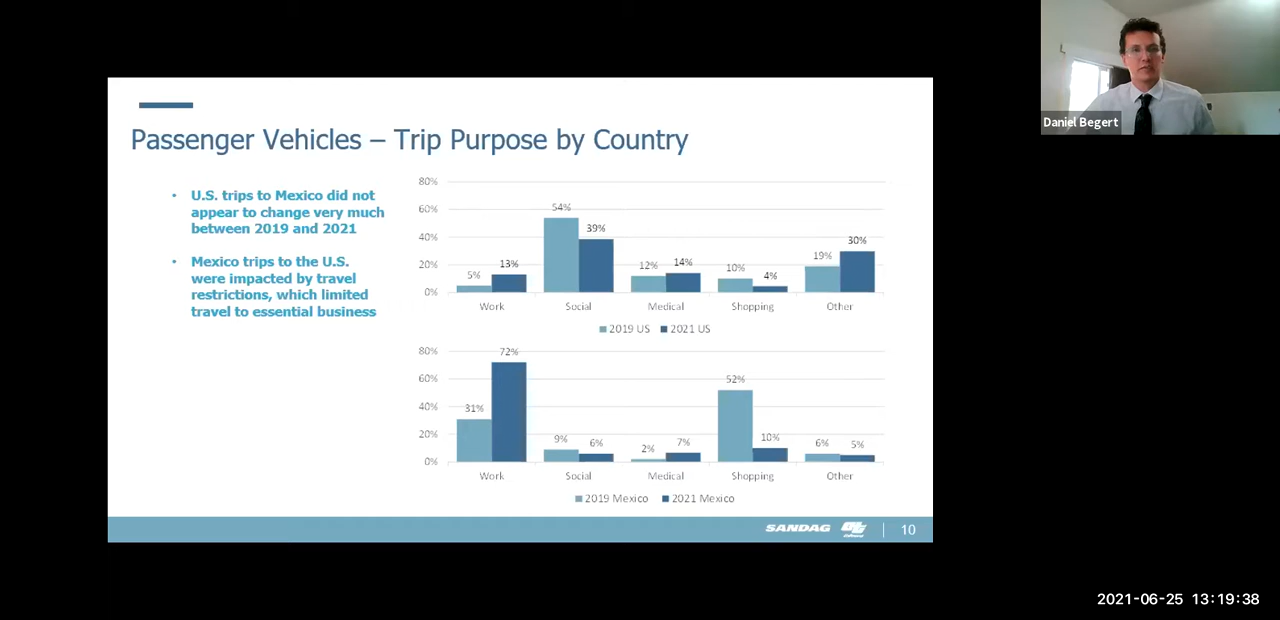 Daniel Begert
Passenger Vehicles – Trip Purpose by Country
• U.S. trips to Mexico did not
appear to change very much
between 2019 and 2021
• Mexico trips to the U.S.
were impacted by travel
restrictions, which limited
travel to essential business
80%
60%
40%
20%
0%
5% 13% 54% 39% 12% 14% 10% 4% 19% 30%
Work Social Medical Shopping Other
2019 US 2021 US
80%
60%
40%
20%
0%
31% 72% 9% 6% 2% 7% 52% 10% 6% 5%
Work Social Medical Shopping Other
2019 Mexico 2021 Mexico
SANDAG 10
2021-06-25 13:19:38